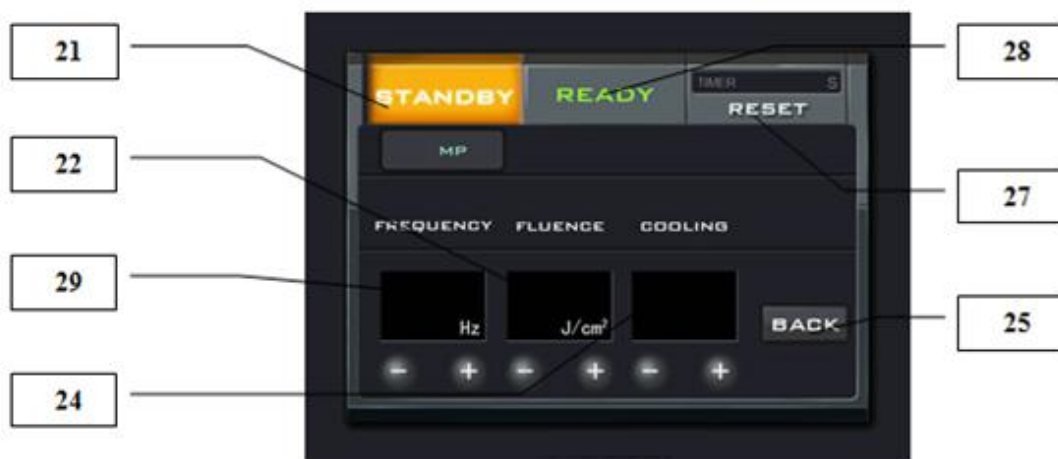 21
28
STANDBY
READY
TIMER S
RESET
22
MP
27
FREQUENCY FLUENCE COOLING
29
Hz
J/cm²
BACK
25
- + - + - +
24